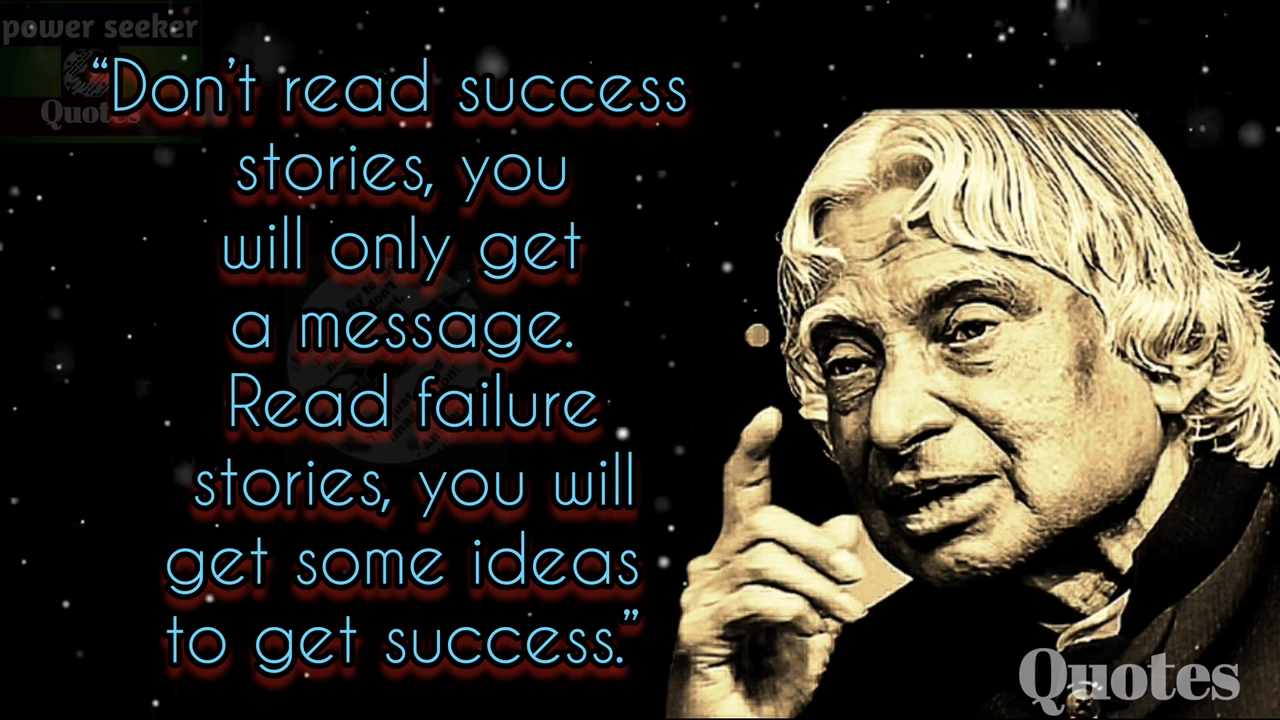 power seeker
Quotes
“Don’t read success
stories, you
will only get
a message.
Read failure
stories, you will
get some ideas
to get success.”
Quotes